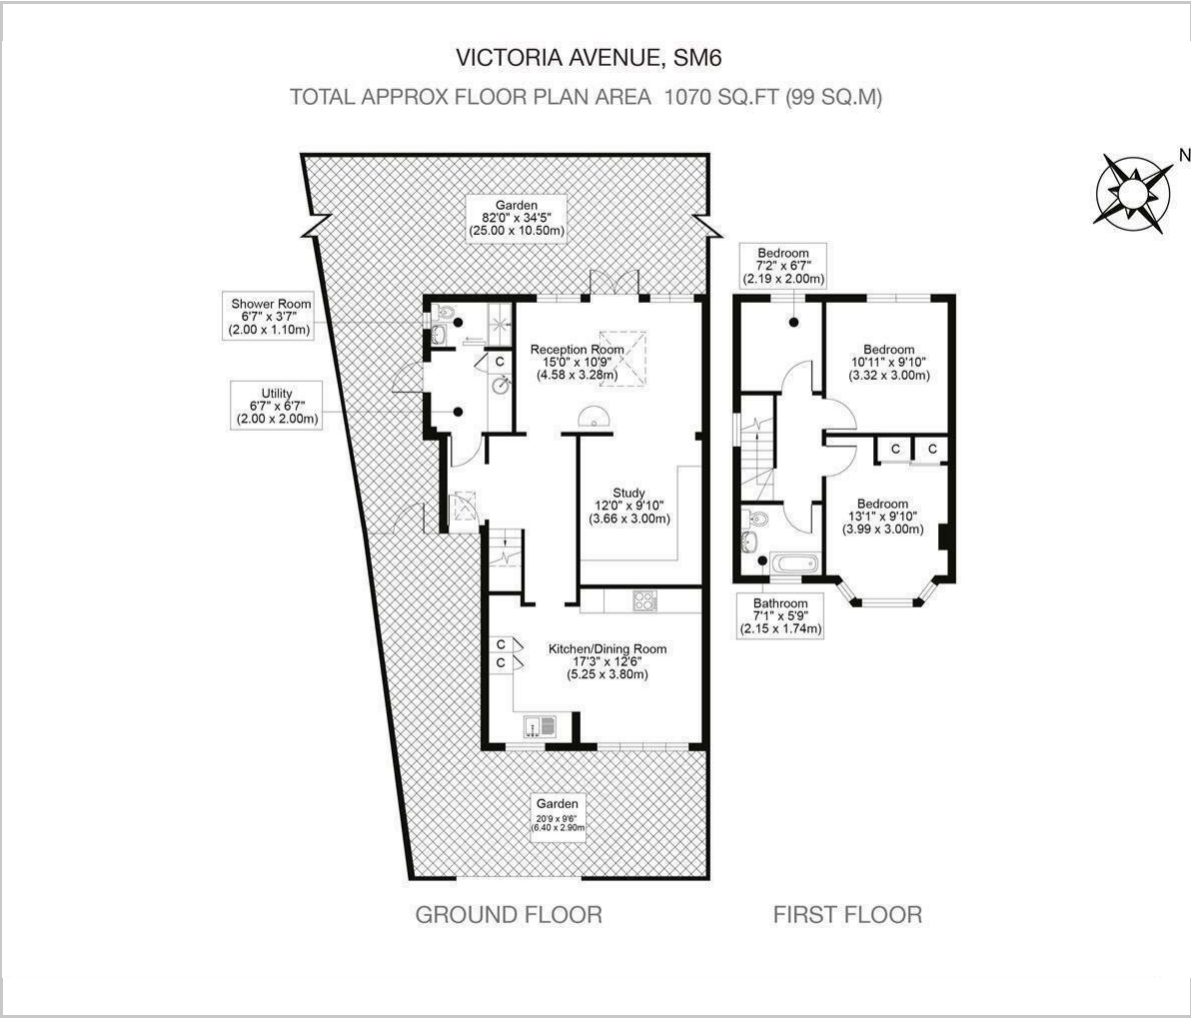 VICTORIA AVENUE, SM6
TOTAL APPROX FLOOR PLAN AREA 1070 SQ.FT (99 SQ.M)
N
Garden
82'0" x 34'5"
(25.00 x 10.50m)
Shower Room
6'7" x 3'7"
(2.00 x 1.10m)
Utility
6'7" x 6'7"
(2.00 x 2.00m)
C
Reception Room
15'0" x 10'9"
(4.58 x 3.28m)
Study
12'0" x 9'10"
(3.66 x 3.00m)
C
C
Kitchen/Dining Room
17'3" x 12'6"
(5.25 x 3.80m)
Garden
20'9 x 9'6"
(6.40 x 2.90m
GROUND FLOOR
Bedroom
7'2" x 6'7"
(2.19 x 2.00m)
Bedroom
10'11" x 9'10"
(3.32 x 3.00m)
C
C
Bedroom
13'1" x 9'10"
(3.99 x 3.00m)
Bathroom
7'1" x 5'9"
(2.15 x 1.74m)
FIRST FLOOR